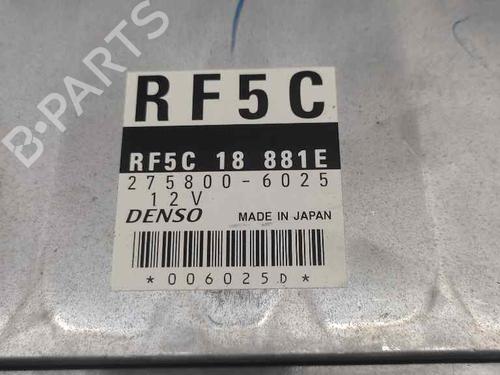 RF5C
RF5C 18 881E
275800-6025
12V
DENSO MADE IN JAPAN
*006025D*
B-PARTS